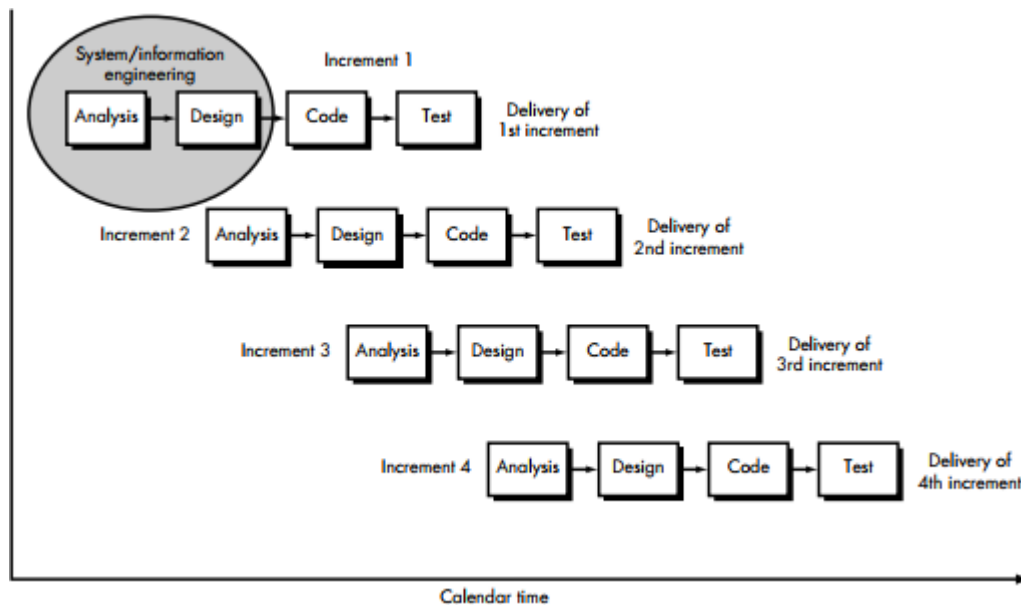 System/information
engineering
Increment 1
Analysis
Design
Code
Test
Delivery of
1st increment
Increment 2
Analysis
Design
Code
Test
Delivery of
2nd increment
Increment 3
Analysis
Design
Code
Test
Delivery of
3rd increment
Increment 4
Analysis
Design
Code
Test
Delivery of
4th increment
Calendar time